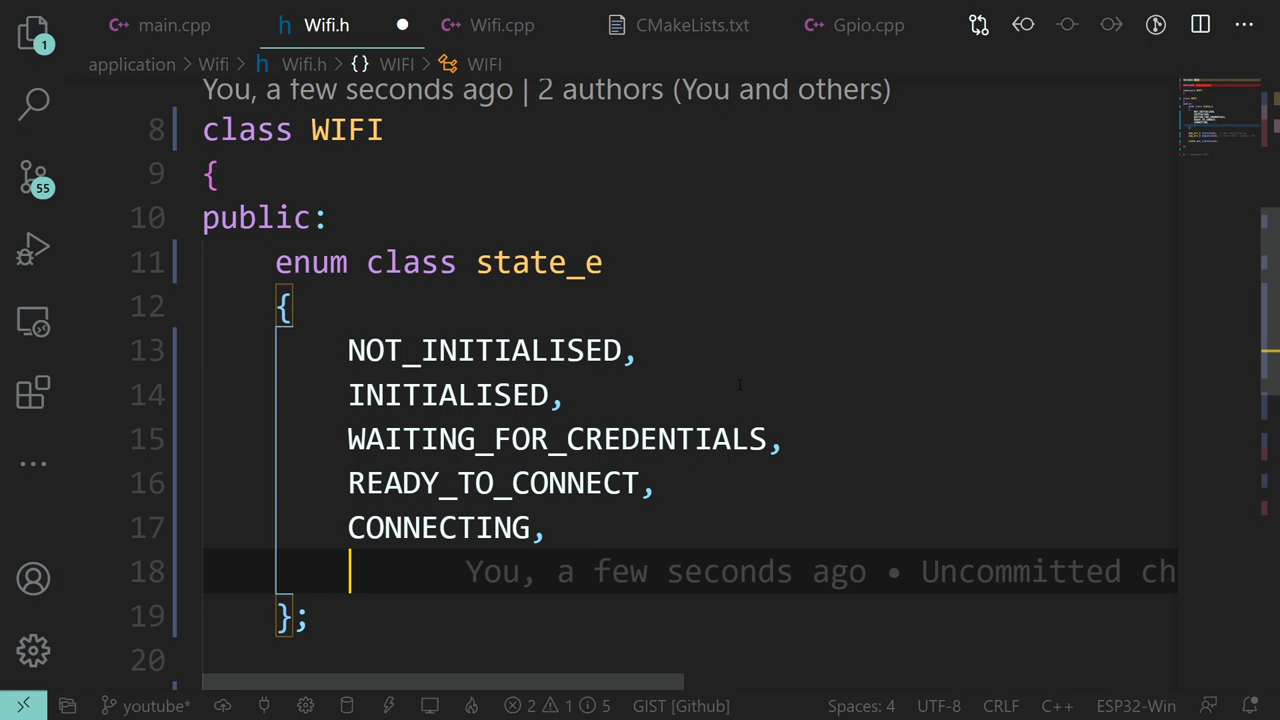 1
main.cpp Wifi.h Wifi.cpp CMakeLists.txt Gpio.cpp
application > Wifi > h Wifi.h > {} WIFI > WIFI
You, a few seconds ago | 2 authors (You and others)
8 class WIFI
9 {
10 public:
11 enum class state_e
12 {
13 NOT_INITIALISED,
14 INITIALISED,
15 WAITING_FOR_CREDENTIALS,
16 READY_TO_CONNECT,
17 CONNECTING,
18 You, a few seconds ago • Uncommitted ch
19 };
20
55
youtube* 2 1 5 GIST [Github] Spaces: 4 UTF-8 CRLF C++ ESP32-Win